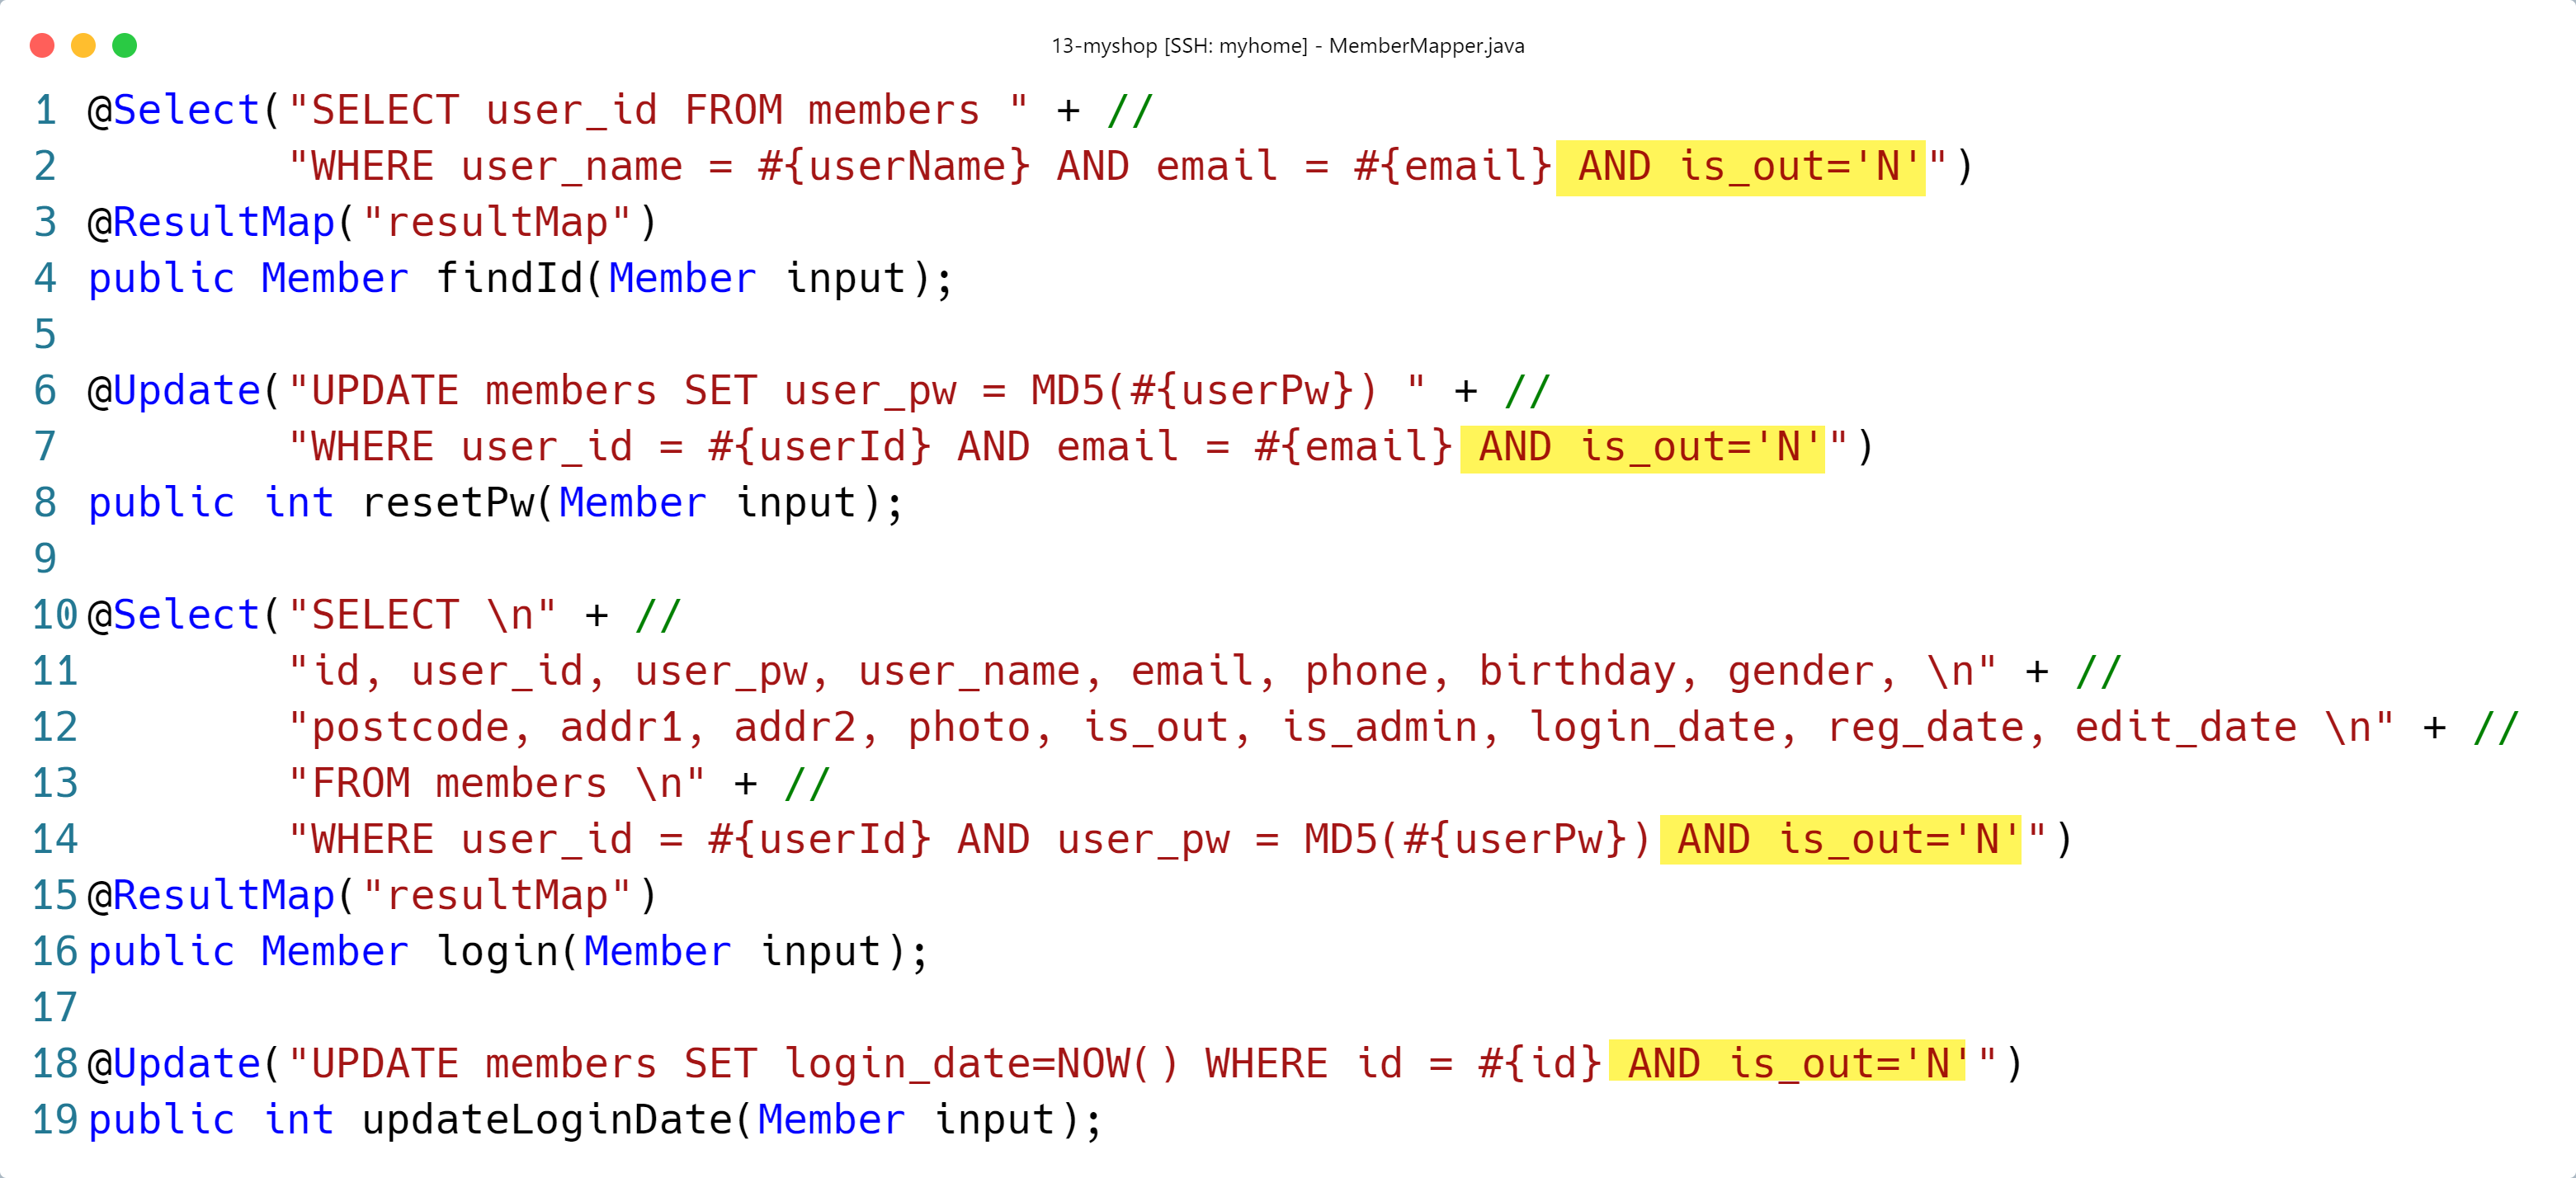 13-myshop [SSH: myhome] - MemberMapper.java
1 @Select("SELECT user_id FROM members " + //
2         "WHERE user_name = #{userName} AND email = #{email} AND is_out='N'")
3 @ResultMap("resultMap")
4 public Member findId(Member input);
5
6 @Update("UPDATE members SET user_pw = MD5(#{userPw}) " + //
7         "WHERE user_id = #{userId} AND email = #{email} AND is_out='N'")
8 public int resetPw(Member input);
9
10 @Select("SELECT \n" + //
11         "id, user_id, user_pw, user_name, email, phone, birthday, gender, \n" + //
12         "postcode, addr1, addr2, photo, is_out, is_admin, login_date, reg_date, edit_date \n" + //
13         "FROM members \n" + //
14         "WHERE user_id = #{userId} AND user_pw = MD5(#{userPw}) AND is_out='N'")
15 @ResultMap("resultMap")
16 public Member login(Member input);
17
18 @Update("UPDATE members SET login_date=NOW() WHERE id = #{id} AND is_out='N'")
19 public int updateLoginDate(Member input);